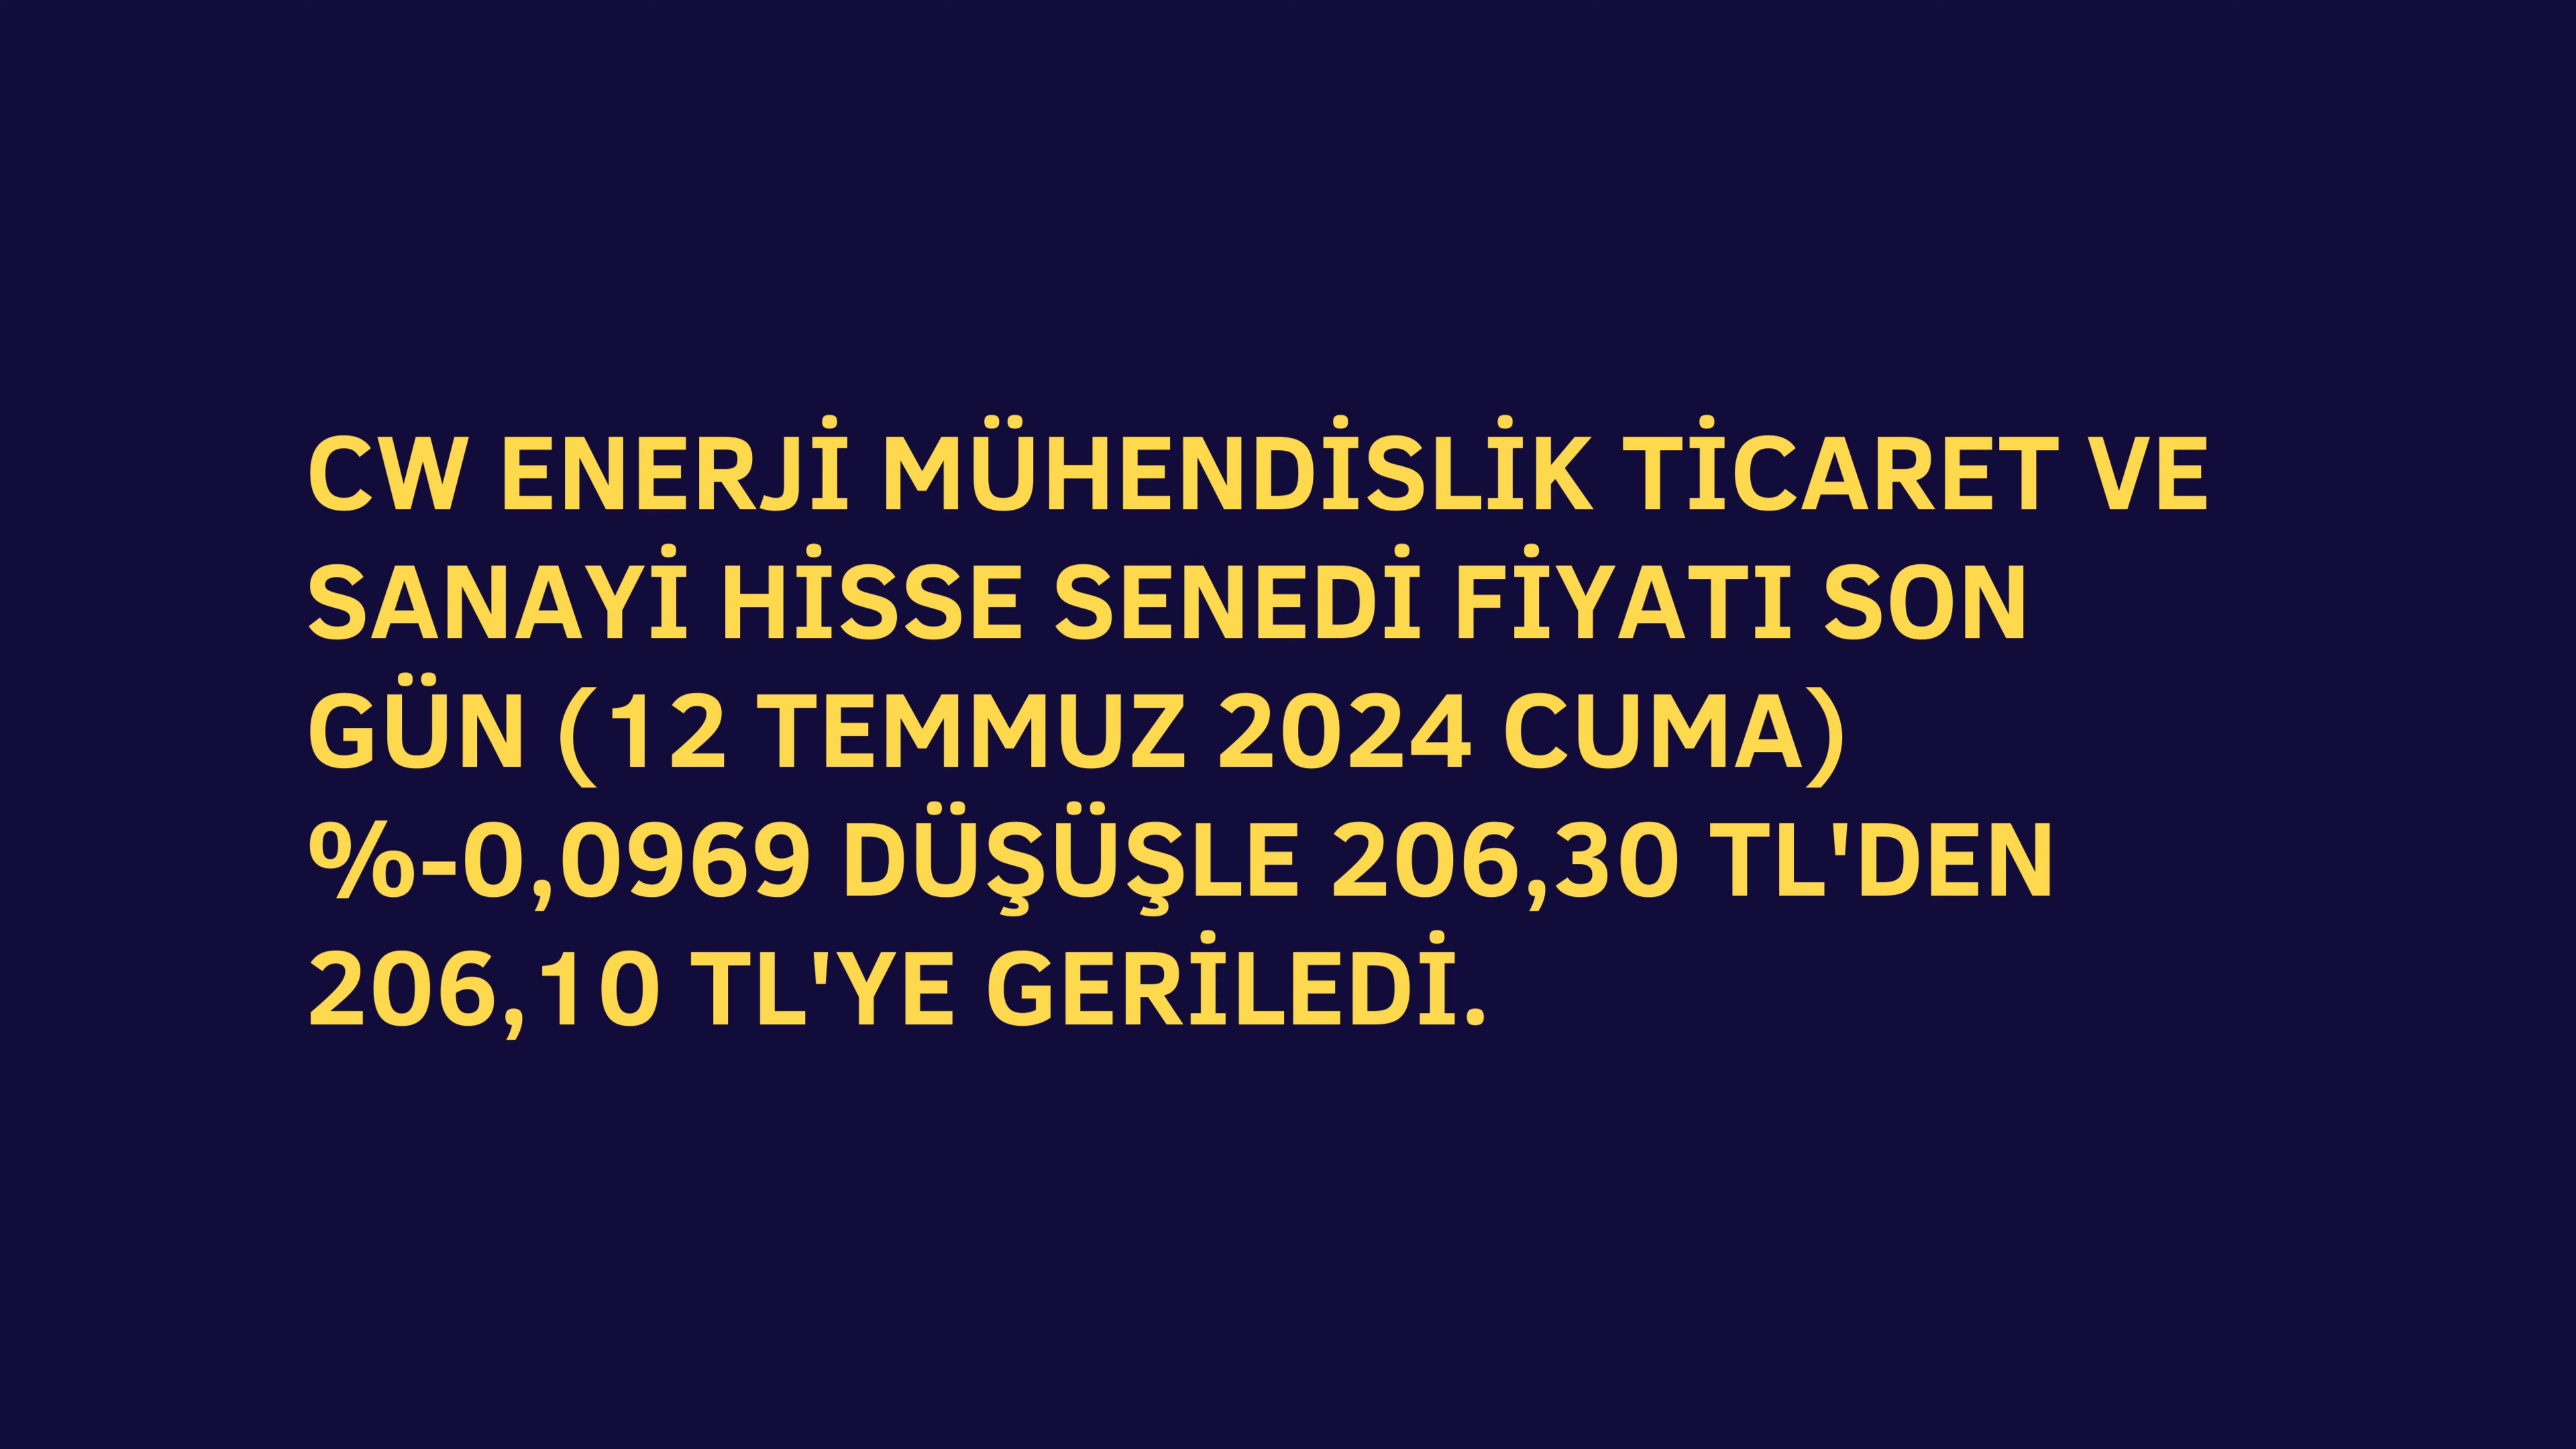 CW ENERJİ MÜHENDİSLİK TİCARET VE
SANAYİ HİSSE SENEDİ FİYATI SON
GÜN (12 TEMMUZ 2024 CUMA)
%-0,0969 DÜŞÜŞLE 206,30 TL'DEN
206,10 TL'YE GERİLEDİ.